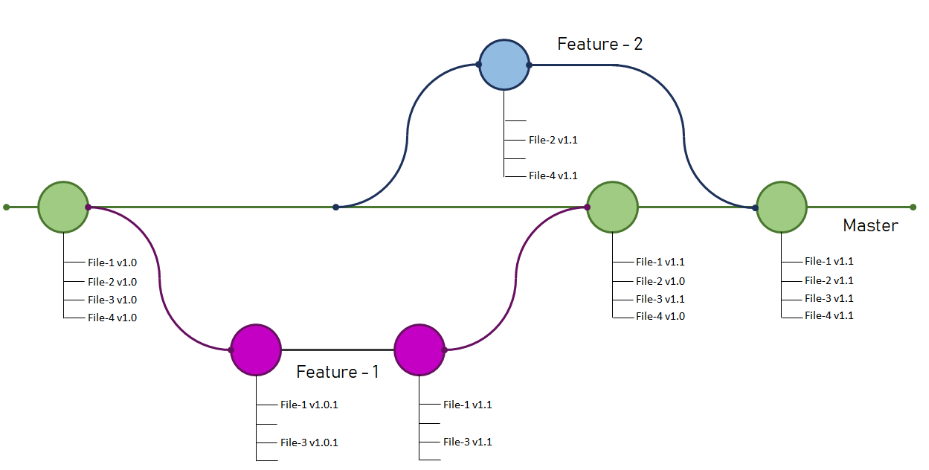 Feature - 2
File-2 v1.1
File-4 v1.1
Master
File-1 v1.0
File-2 v1.0
File-3 v1.0
File-4 v1.0
File-1 v1.1
File-2 v1.0
File-3 v1.1
File-4 v1.0
File-1 v1.1
File-2 v1.1
File-3 v1.1
File-4 v1.1
Feature - 1
File-1 v1.0.1
File-3 v1.0.1
File-1 v1.1
File-3 v1.1